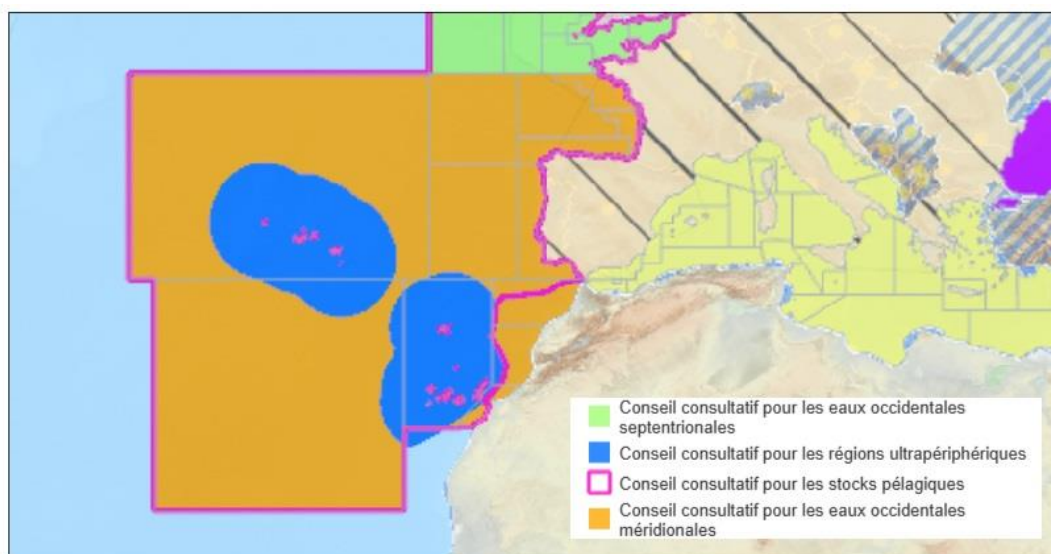 Conseil consultatif pour les eaux occidentales
septentrionales
Conseil consultatif pour les régions ultrapériphériques
Conseil consultatif pour les stocks pélagiques
Conseil consultatif pour les eaux occidentales
méridionales